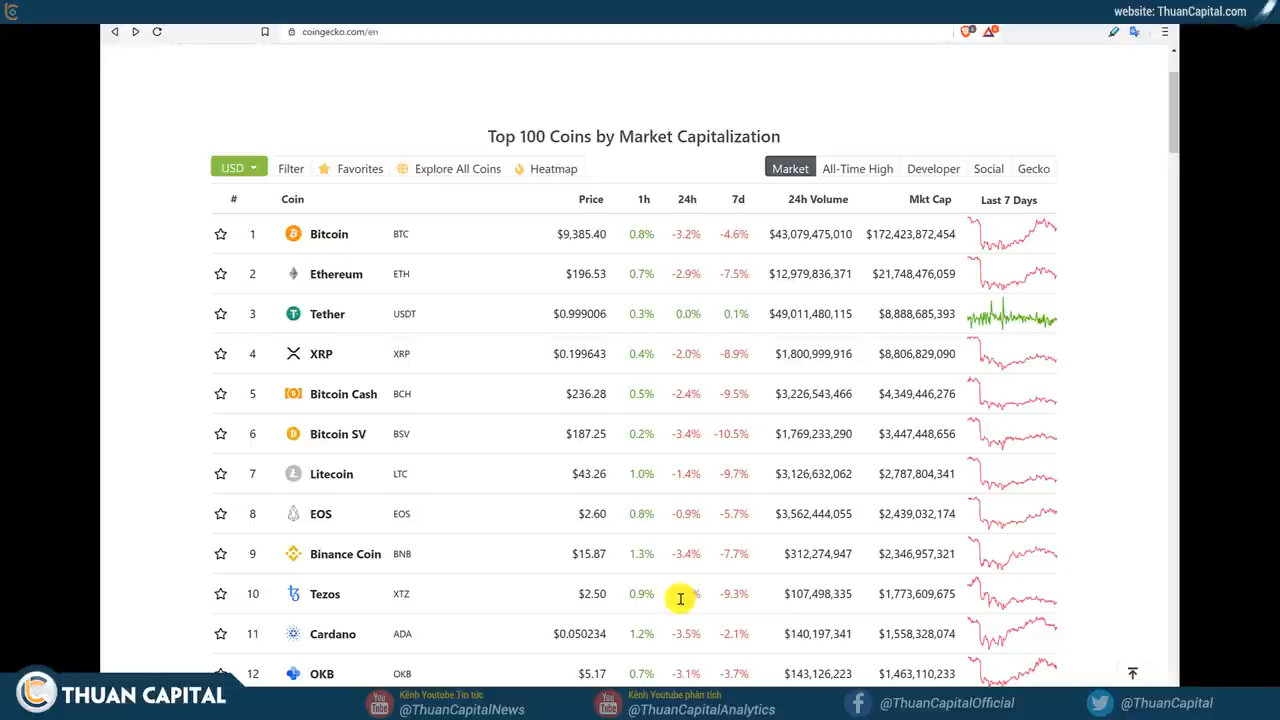 website: ThuanCapital.com
coingecko.com/en
Top 100 Coins by Market Capitalization
USD Filter Favorites Explore All Coins Heatmap Market All-Time High Developer Social Gecko
# Coin Price 1h 24h 7d 24h Volume Mkt Cap Last 7 Days
1 Bitcoin BTC $9,385.40 0.8% -3.2% -4.6% $43,079,475,010 $172,423,872,454
2 Ethereum ETH $196.53 0.7% -2.9% -7.5% $12,979,836,371 $21,748,476,059
3 Tether USDT $0.999006 0.3% 0.0% 0.1% $49,011,480,115 $8,888,685,393
4 XRP XRP $0.199643 0.4% -2.0% -8.9% $1,800,999,916 $8,806,829,090
5 Bitcoin Cash BCH $236.28 0.5% -2.4% -9.5% $3,226,543,466 $4,349,446,276
6 Bitcoin SV BSV $187.25 0.2% -3.4% -10.5% $1,769,233,290 $3,447,448,656
7 Litecoin LTC $43.26 1.0% -1.4% -9.7% $3,126,632,062 $2,787,804,341
8 EOS EOS $2.60 0.8% -0.9% -5.7% $3,562,444,055 $2,439,032,174
9 Binance Coin BNB $15.87 1.3% -3.4% -7.7% $312,274,947 $2,346,957,321
10 Tezos XTZ $2.50 0.9% % -9.3% $107,498,335 $1,773,609,675
11 Cardano ADA $0.050234 1.2% -3.5% -2.1% $140,197,341 $1,558,328,074
12 OKB OKB $5.17 0.7% -3.1% -3.7% $143,126,223 $1,463,110,233
THUAN CAPITAL
Kênh Youtube Tin tức
@ThuanCapitalNews
Kênh Youtube phân tích
@ThuanCapitalAnalytics
@ThuanCapitalOfficial
@ThuanCapital